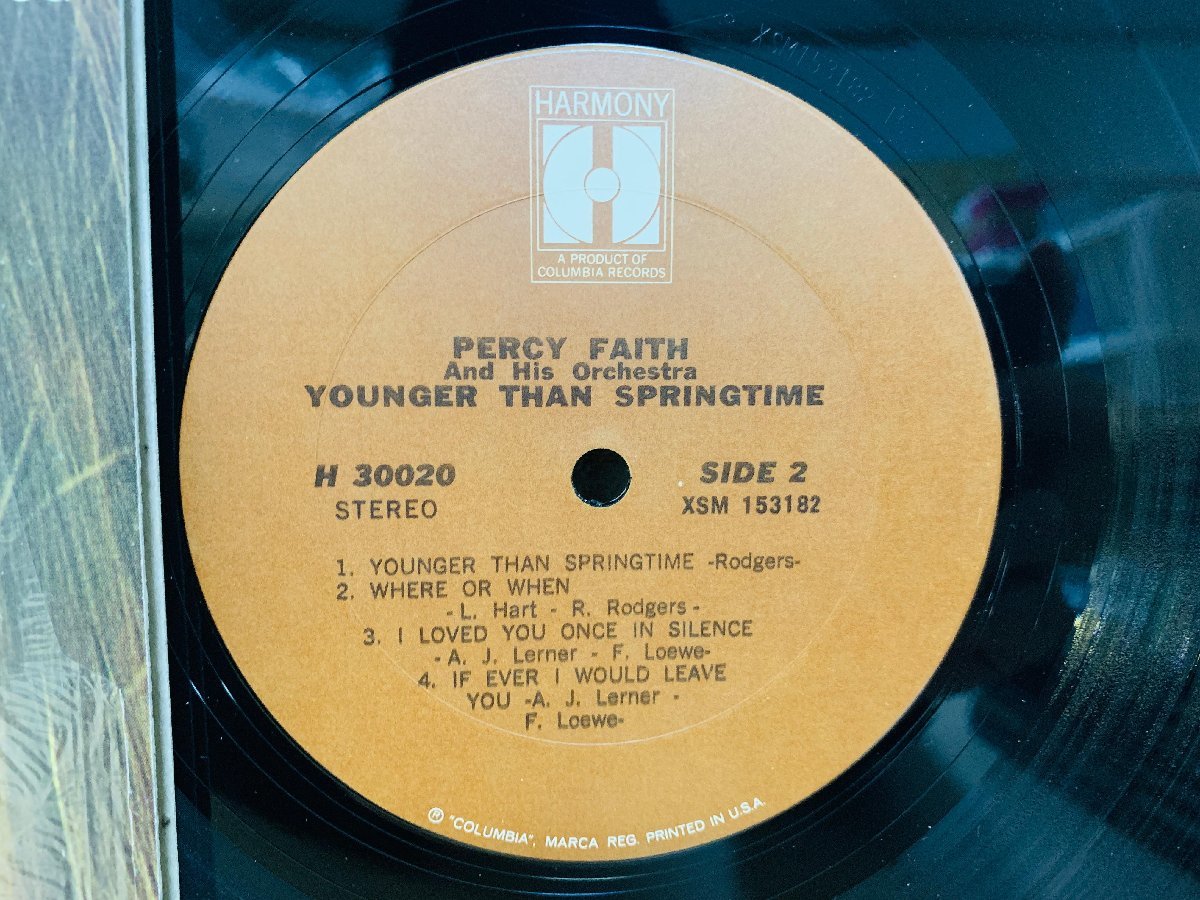 HARMONY
A PRODUCT OF
COLUMBIA RECORDS
PERCY FAITH
And His Orchestra
YOUNGER THAN SPRINGTIME
H 30020
STEREO
SIDE 2
XSM 153182
1. YOUNGER THAN SPRINGTIME -Rodgers-
2. WHERE OR WHEN
- L. Hart - R. Rodgers -
3. I LOVED YOU ONCE IN SILENCE
- A. J. Lerner - F. Loewe-
4. IF EVER I WOULD LEAVE
YOU -A. J. Lerner -
F. Loewe-
® "COLUMBIA", MARCA REG. PRINTED IN U.S.A.